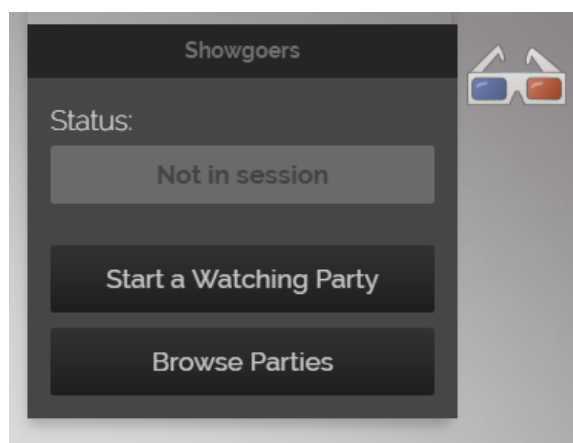 Showgoers
Status:
Not in session
Start a Watching Party
Browse Parties